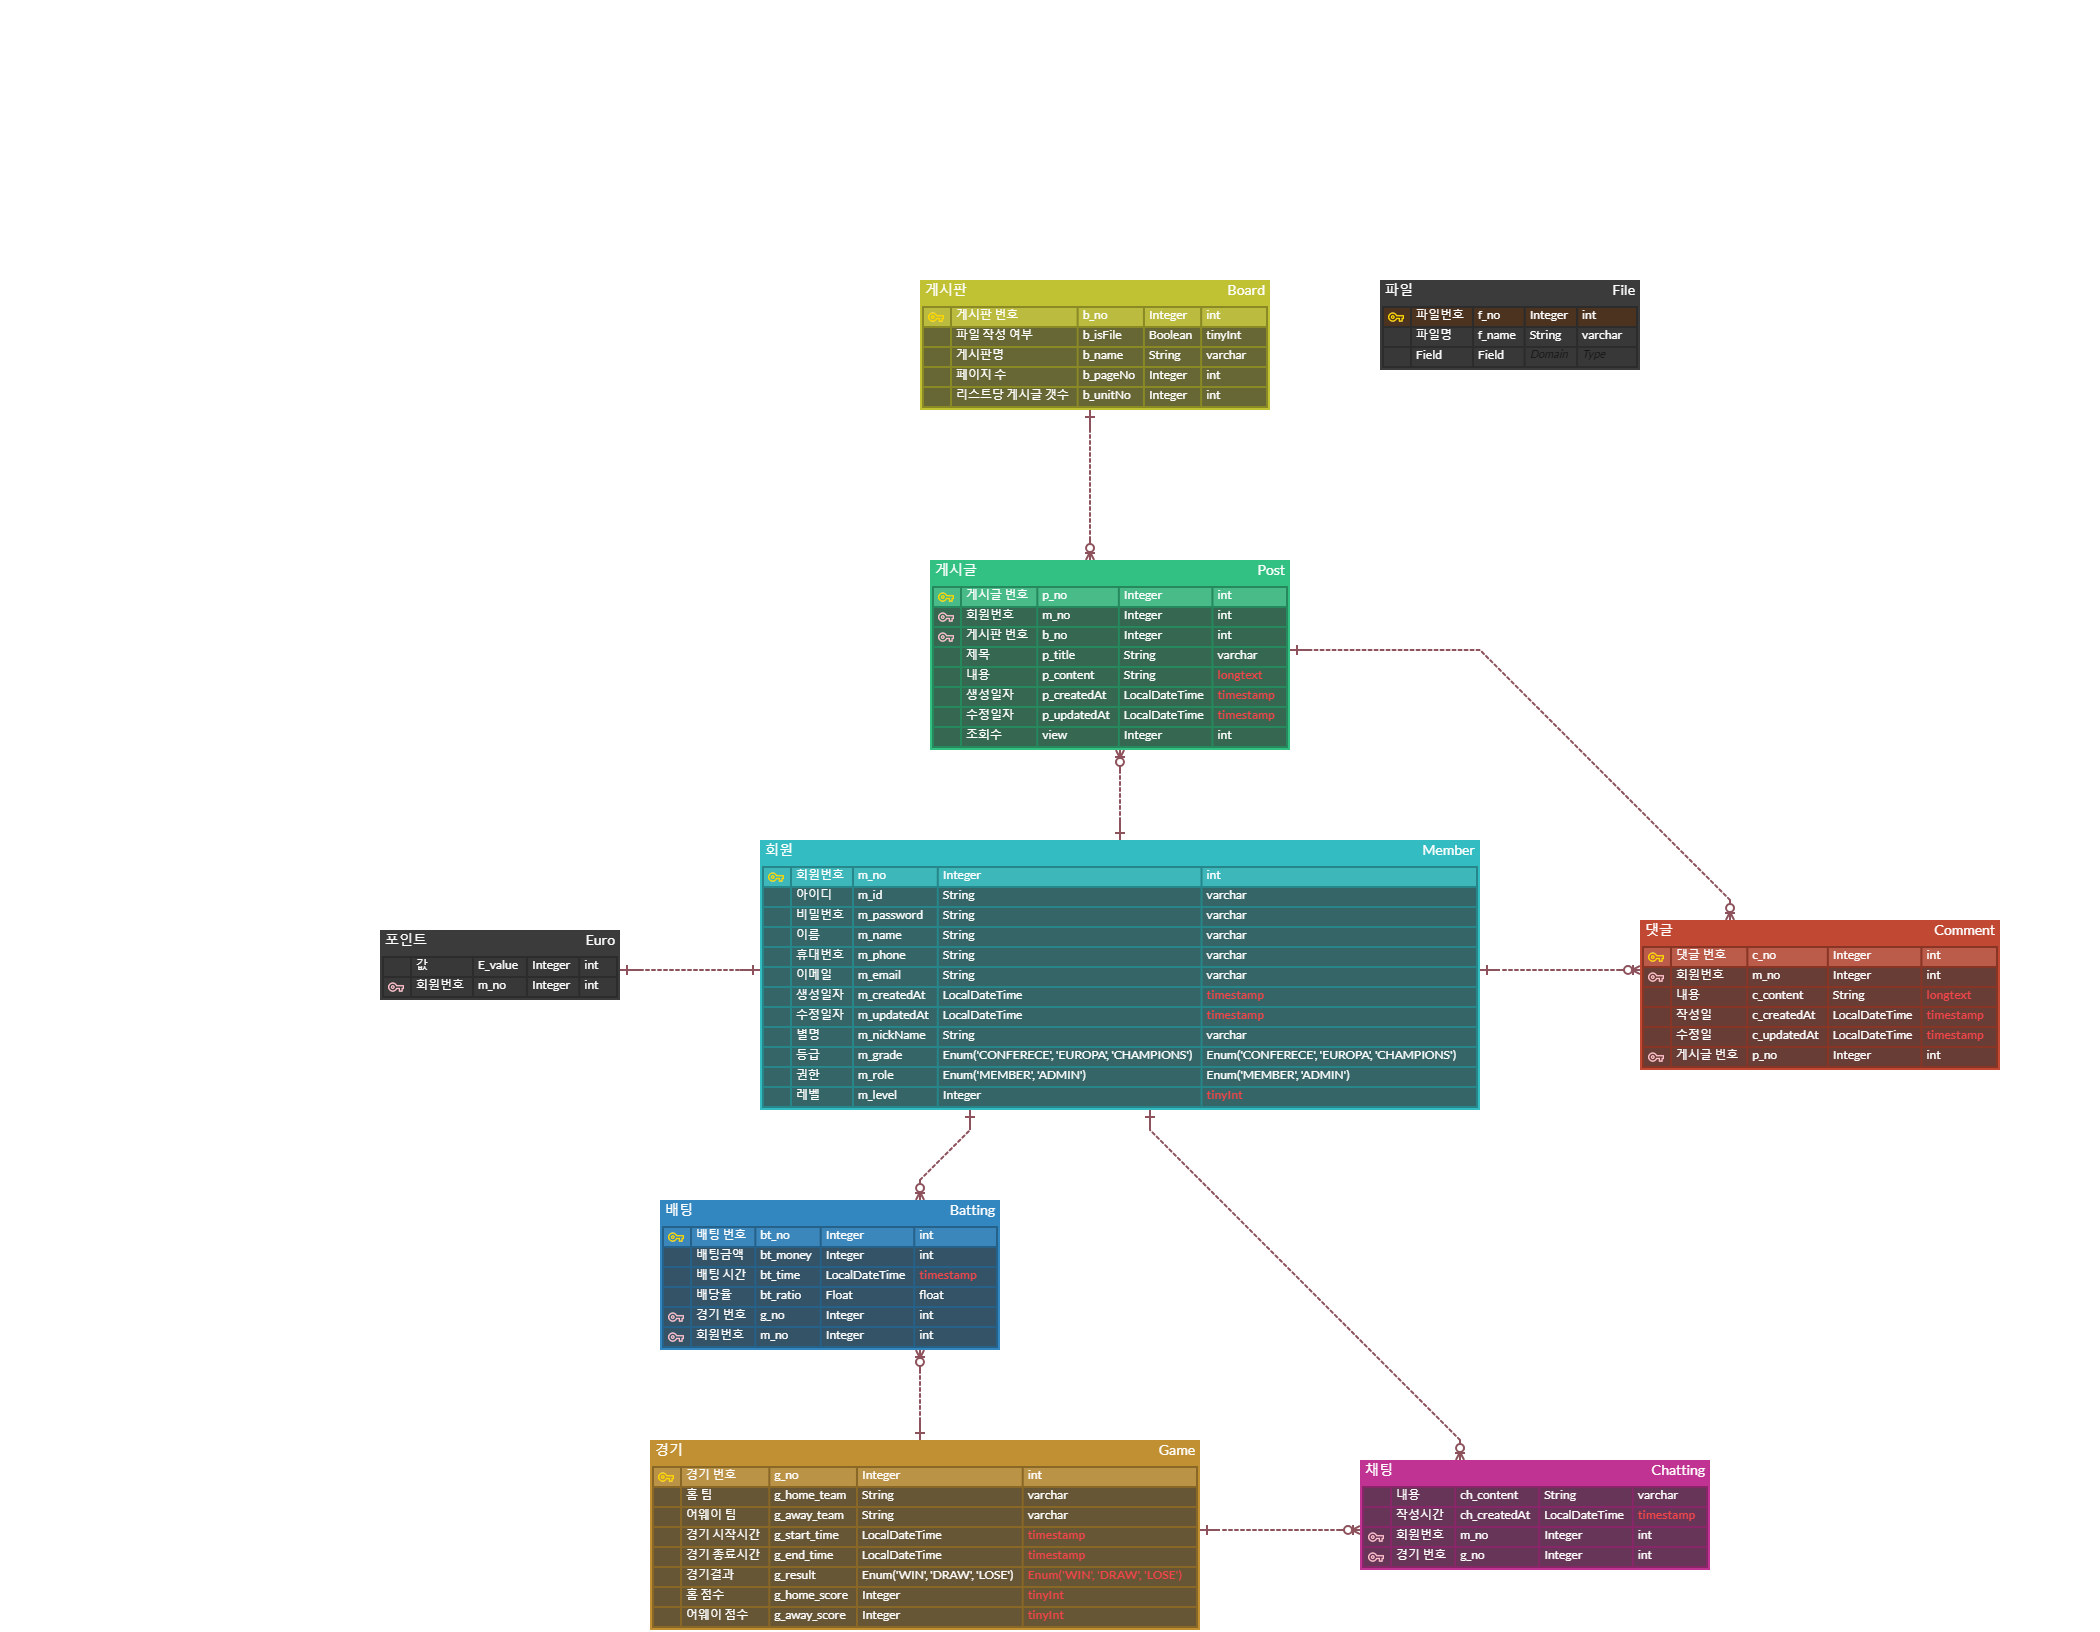 게시판 Board
게시판 번호 b_no Integer int
파일 작성 여부 b_isFile Boolean tinyInt
게시판명 b_name String varchar
페이지 수 b_pageNo Integer int
리스트당 게시글 갯수 b_unitNo Integer int
파일 File
파일번호 f_no Integer int
파일명 f_name String varchar
Field Field Domain Type
게시글 Post
게시글 번호 p_no Integer int
회원번호 m_no Integer int
게시판 번호 b_no Integer int
제목 p_title String varchar
내용 p_content String longtext
생성일자 p_createdAt LocalDateTime timestamp
수정일자 p_updatedAt LocalDateTime timestamp
조회수 view Integer int
회원 Member
회원번호 m_no Integer int
아이디 m_id String varchar
비밀번호 m_password String varchar
이름 m_name String varchar
휴대번호 m_phone String varchar
이메일 m_email String varchar
생성일자 m_createdAt LocalDateTime timestamp
수정일자 m_updatedAt LocalDateTime timestamp
별명 m_nickName String varchar
등급 m_grade Enum('CONFERECE', 'EUROPA', 'CHAMPIONS') Enum('CONFERECE', 'EUROPA', 'CHAMPIONS')
권한 m_role Enum('MEMBER', 'ADMIN') Enum('MEMBER', 'ADMIN')
레벨 m_level Integer tinyInt
포인트 Euro
값 E_value Integer int
회원번호 m_no Integer int
댓글 Comment
댓글 번호 c_no Integer int
회원번호 m_no Integer int
내용 c_content String longtext
작성일 c_createdAt LocalDateTime timestamp
수정일 c_updatedAt LocalDateTime timestamp
게시글 번호 p_no Integer int
배팅 Batting
배팅 번호 bt_no Integer int
배팅금액 bt_money Integer int
배팅 시간 bt_time LocalDateTime timestamp
배당율 bt_ratio Float float
경기 번호 g_no Integer int
회원번호 m_no Integer int
경기 Game
경기 번호 g_no Integer int
홈 팀 g_home_team String varchar
어웨이 팀 g_away_team String varchar
경기 시작시간 g_start_time LocalDateTime timestamp
경기 종료시간 g_end_time LocalDateTime timestamp
경기결과 g_result Enum('WIN', 'DRAW', 'LOSE') Enum('WIN', 'DRAW', 'LOSE')
홈 점수 g_home_score Integer tinyInt
어웨이 점수 g_away_score Integer tinyInt
채팅 Chatting
내용 ch_content String varchar
작성시간 ch_createdAt LocalDateTime timestamp
회원번호 m_no Integer int
경기 번호 g_no Integer int